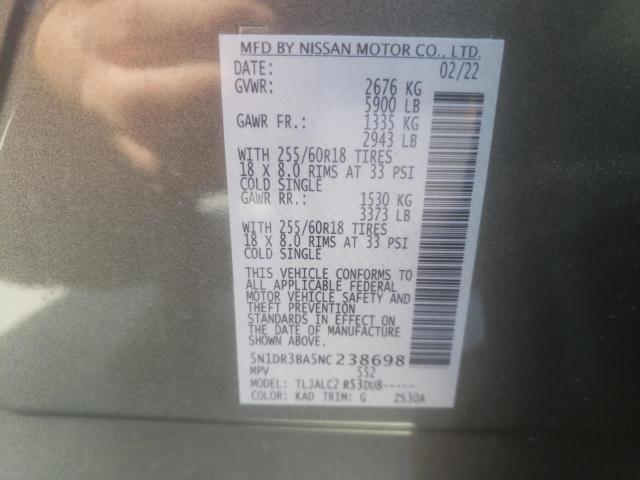 MFD BY NISSAN MOTOR CO., LTD.
DATE: 02/22
GVWR: 2676 KG
5900 LB
GAWR FR.: 1335 KG
2943 LB
WITH 255/60R18 TIRES
18 X 8.0 RIMS AT 33 PSI
COLD SINGLE
GAWR RR.: 1530 KG
3373 LB
WITH 255/60R18 TIRES
18 X 8.0 RIMS AT 33 PSI
COLD SINGLE
THIS VEHICLE CONFORMS TO
ALL APPLICABLE FEDERAL
MOTOR VEHICLE SAFETY AND
THEFT PREVENTION
STANDARDS IN EFFECT ON
THE DATE OF MANUFACTURE
SHOWN ABOVE.
5N1DR3BA5NC238698
MPV 552
MODEL: TLJALC2 R53DU8-----
COLOR: KAD TRIM: G ZS30A